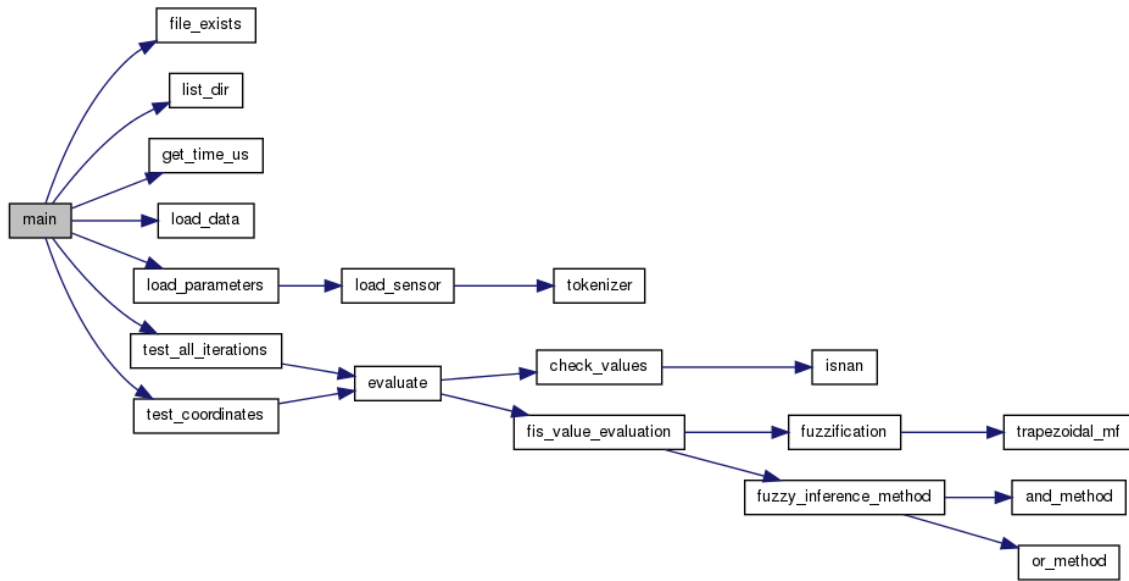 file_exists
list_dir
get_time_us
main
load_data
load_parameters
load_sensor
tokenizer
test_all_iterations
check_values
isnan
evaluate
test_coordinates
fis_value_evaluation
fuzzification
trapezoidal_mf
fuzzy_inference_method
and_method
or_method